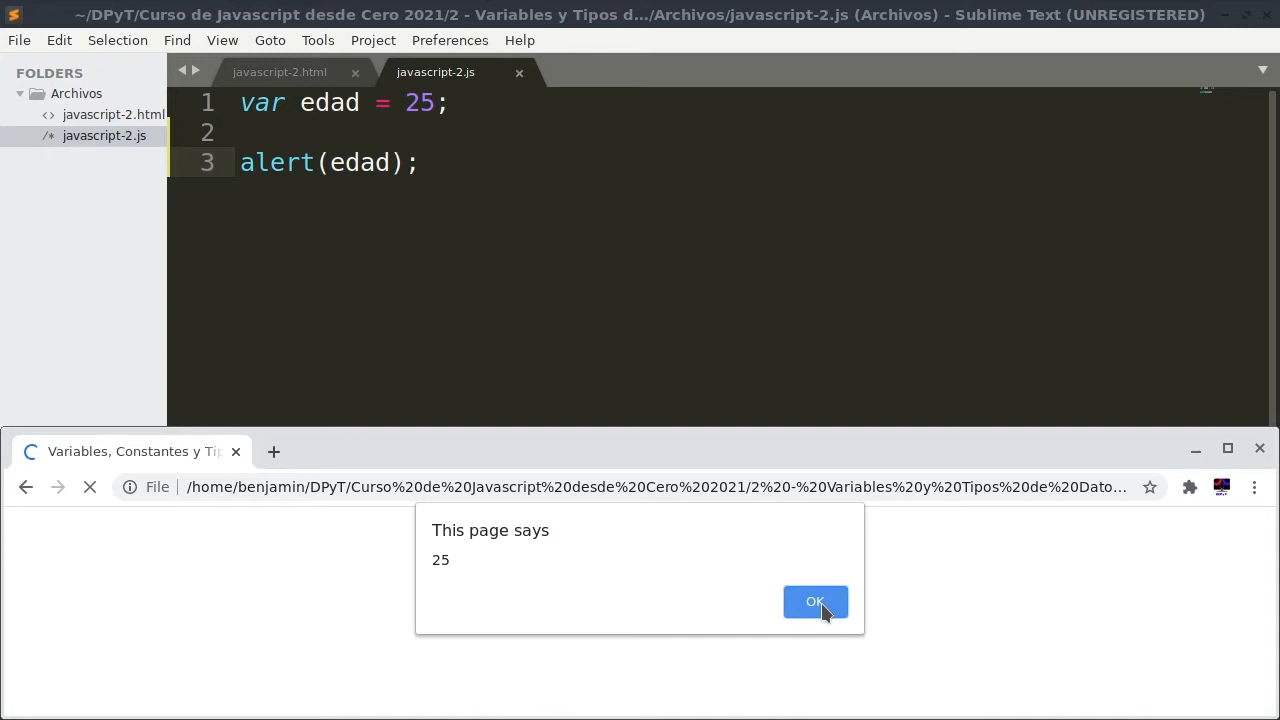 ~/DPyT/Curso de Javascript desde Cero 2021/2 - Variables y Tipos d.../Archivos/javascript-2.js (Archivos) - Sublime Text (UNREGISTERED)
File Edit Selection Find View Goto Tools Project Preferences Help
FOLDERS
Archivos
<> javascript-2.html
/* javascript-2.js
javascript-2.html
javascript-2.js
1 var edad = 25;
2
3 alert(edad);
Variables, Constantes y Tip
File /home/benjamin/DPyT/Curso%20de%20Javascript%20desde%20Cero%202021/2%20-%20Variables%20y%20Tipos%20de%20Dato...
This page says
25
OK